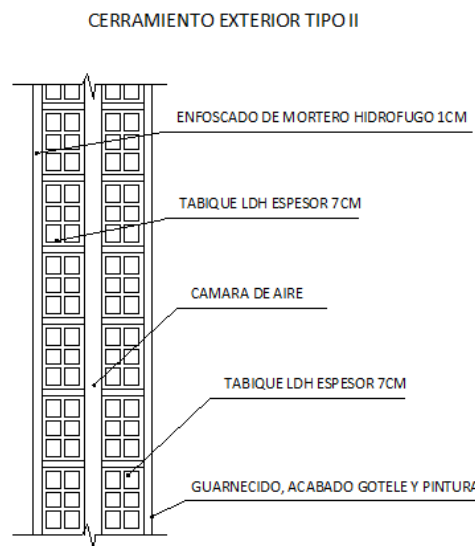 CERRAMIENTO EXTERIOR TIPO II
ENFOSCADO DE MORTERO HIDROFUGO 1CM
TABIQUE LDH ESPESOR 7CM
CAMARA DE AIRE
TABIQUE LDH ESPESOR 7CM
GUARNECIDO, ACABADO GOTELE Y PINTURA